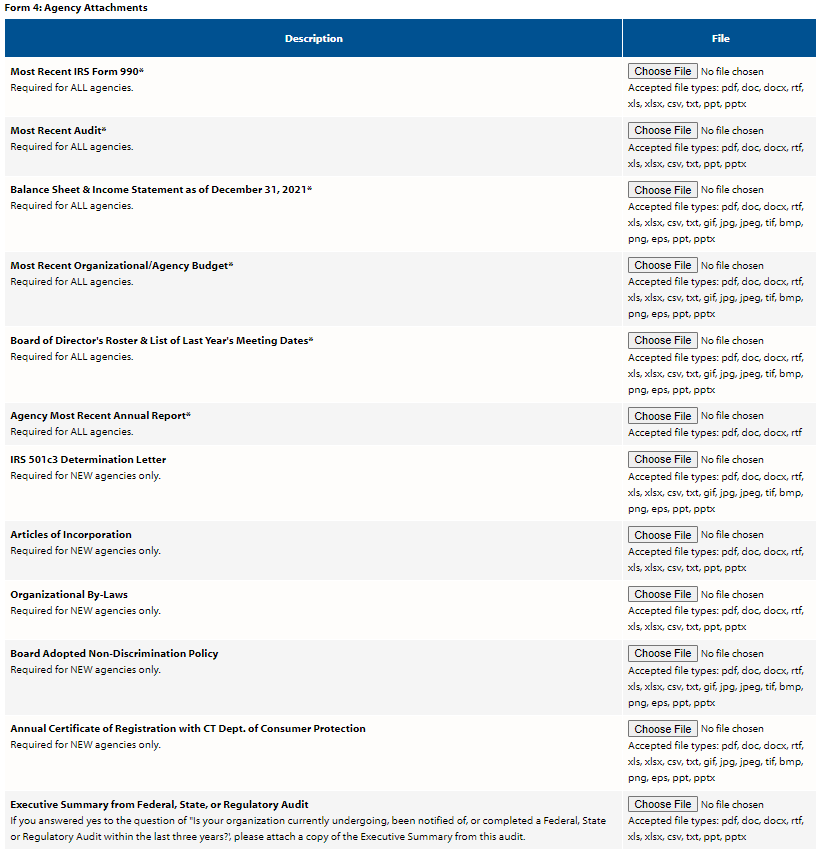 Form 4: Agency Attachments
Description File
Most Recent IRS Form 990*
Required for ALL agencies.
Choose File No file chosen
Accepted file types: pdf, doc, docx, rtf,
xls, xlsx, csv, txt, ppt, pptx
Most Recent Audit*
Required for ALL agencies.
Choose File No file chosen
Accepted file types: pdf, doc, docx, rtf,
xls, xlsx, csv, txt, ppt, pptx
Balance Sheet & Income Statement as of December 31, 2021*
Required for ALL agencies.
Choose File No file chosen
Accepted file types: pdf, doc, docx, rtf,
xls, xlsx, csv, txt, gif, jpg, jpeg, tif, bmp,
png, eps, ppt, pptx
Most Recent Organizational/Agency Budget*
Required for ALL agencies.
Choose File No file chosen
Accepted file types: pdf, doc, docx, rtf,
xls, xlsx, csv, txt, gif, jpg, jpeg, tif, bmp,
png, eps, ppt, pptx
Board of Director's Roster & List of Last Year's Meeting Dates*
Required for ALL agencies.
Choose File No file chosen
Accepted file types: pdf, doc, docx, rtf,
xls, xlsx, csv, txt, gif, jpg, jpeg, tif, bmp,
png, eps, ppt, pptx
Agency Most Recent Annual Report*
Required for ALL agencies.
Choose File No file chosen
Accepted file types: pdf, doc, docx, rtf
IRS 501c3 Determination Letter
Required for NEW agencies only.
Choose File No file chosen
Accepted file types: pdf, doc, docx, rtf,
xls, xlsx, csv, txt, gif, jpg, jpeg, tif, bmp,
png, eps, ppt, pptx
Articles of Incorporation
Required for NEW agencies only.
Choose File No file chosen
Accepted file types: pdf, doc, docx, rtf,
xls, xlsx, csv, txt, ppt, pptx
Organizational By-Laws
Required for NEW agencies only.
Choose File No file chosen
Accepted file types: pdf, doc, docx, rtf,
xls, xlsx, csv, txt, ppt, pptx
Board Adopted Non-Discrimination Policy
Required for NEW agencies only.
Choose File No file chosen
Accepted file types: pdf, doc, docx, rtf,
xls, xlsx, csv, txt, gif, jpg, jpeg, tif, bmp,
png, eps, ppt, pptx
Annual Certificate of Registration with CT Dept. of Consumer Protection
Required for NEW agencies only.
Choose File No file chosen
Accepted file types: pdf, doc, docx, rtf,
xls, xlsx, csv, txt, gif, jpg, jpeg, tif, bmp,
png, eps, ppt, pptx
Executive Summary from Federal, State, or Regulatory Audit
If you answered yes to the question of "Is your organization currently undergoing, been notified of, or completed a Federal, State
or Regulatory Audit within the last three years?', please attach a copy of the Executive Summary from this audit.
Choose File No file chosen
Accepted file types: pdf, doc, docx, rtf,
xls, xlsx, csv, txt, ppt, pptx